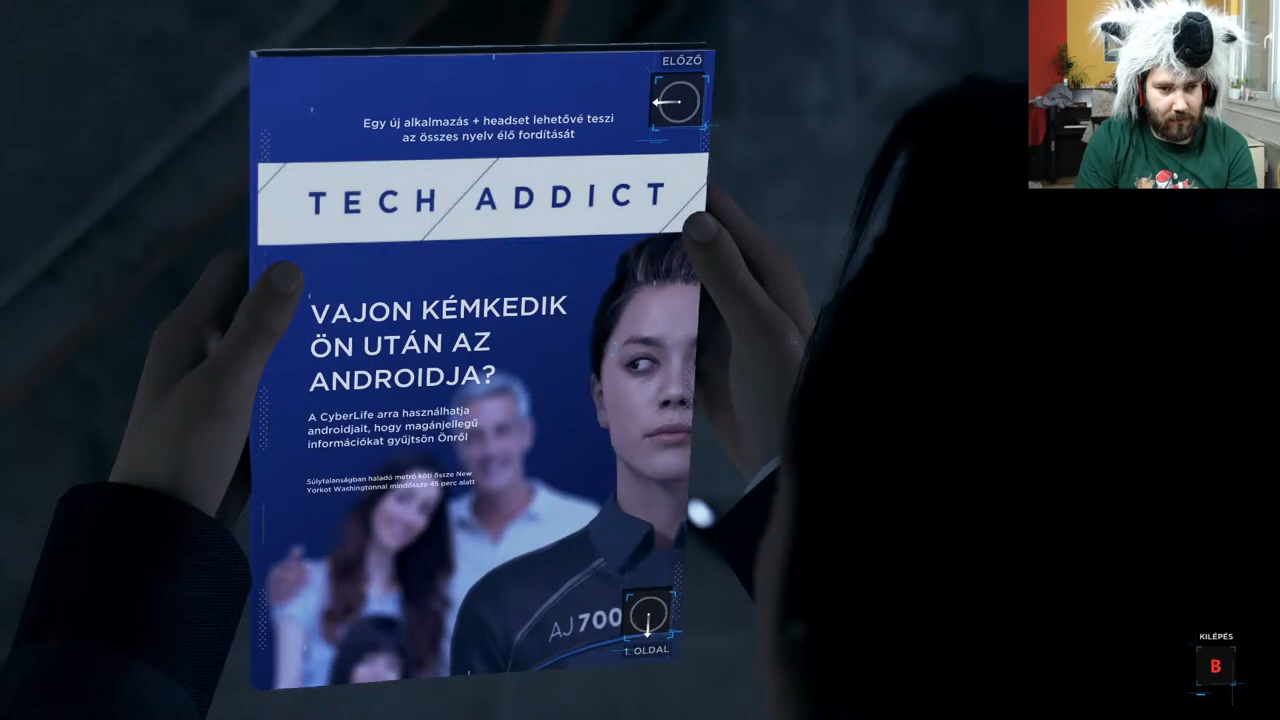 ELŐZŐ
Egy új alkalmazás + headset lehetővé teszi
az összes nyelv élő fordítását
TECH ADDICT
VAJON KÉMKEDIK
ÖN UTÁN AZ
ANDROIDJA?
A CyberLife arra használhatja
androidjait, hogy magánjellegű
információkat gyűjtsön Önről
Súlytalanságban haladó metró köti össze New
Yorkot Washingtonnal mindössze 45 perc alatt
AJ700
1. OLDAL
KILÉPÉS
B